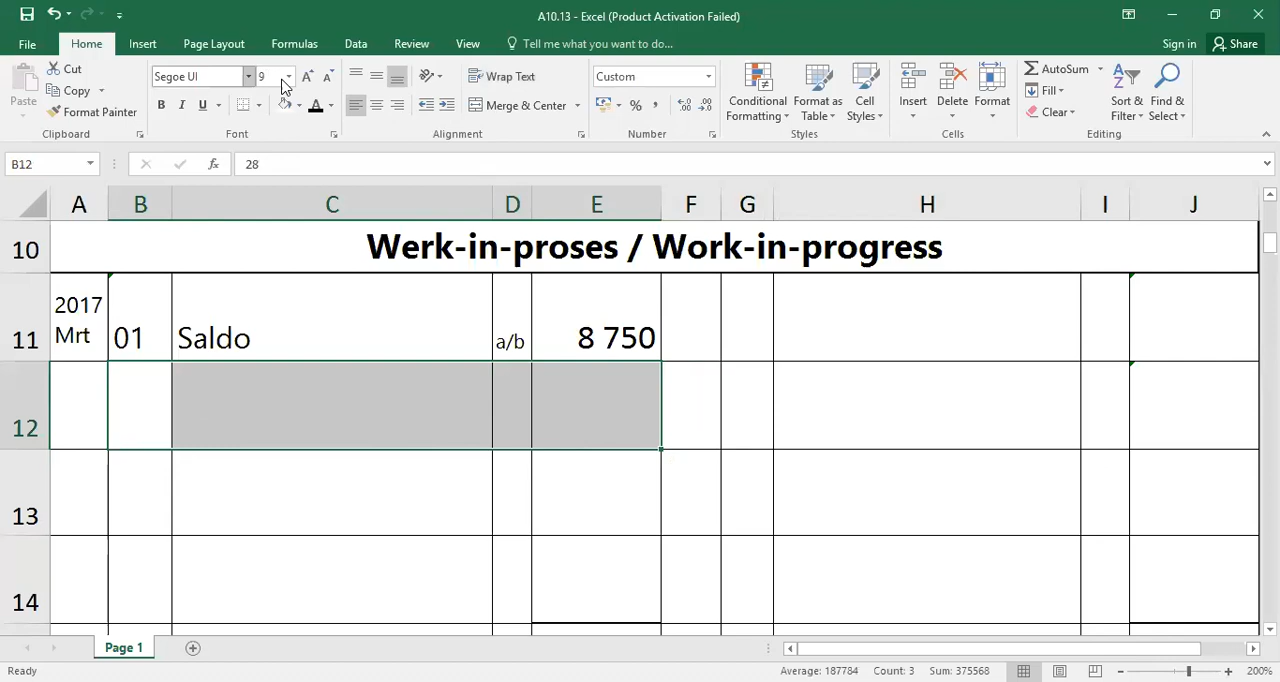 A10.13 - Excel (Product Activation Failed)
File Home Insert Page Layout Formulas Data Review View Tell me what you want to do... Sign in Share
Paste Cut Copy Format Painter Clipboard
Segoe UI 9 B I U A Font
Wrap Text Merge & Center Alignment
Custom % , Number
Conditional Formatting Format as Table Cell Styles Styles
Insert Delete Format Cells
AutoSum Fill Clear Sort & Filter Find & Select Editing
B12 fx 28
A B C D E F G H I J
10 Werk-in-proses / Work-in-progress
11 2017 Mrt 01 Saldo a/b 8 750
12
13
14
Page 1
Ready Average: 187784 Count: 3 Sum: 375568 200%